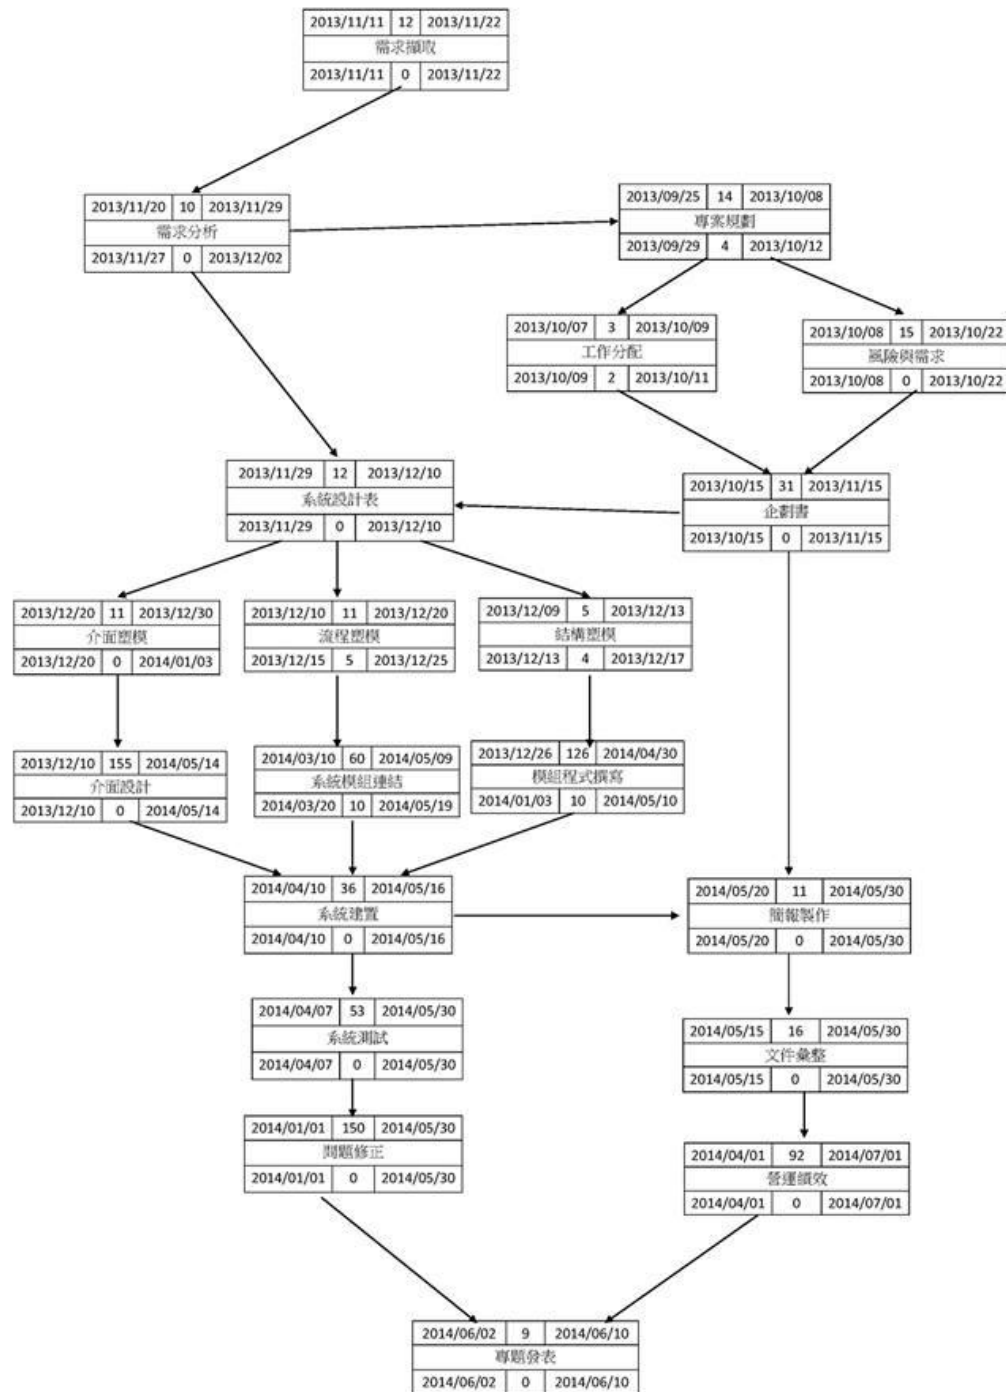 2013/11/11 12 2013/11/22
需求擷取
2013/11/11 0 2013/11/22
2013/11/20 10 2013/11/29
需求分析
2013/11/27 0 2013/12/02
2013/09/25 14 2013/10/08
專案規劃
2013/09/29 4 2013/10/12
2013/10/07 3 2013/10/09
工作分配
2013/10/09 2 2013/10/11
2013/10/08 15 2013/10/22
風險與需求
2013/10/08 0 2013/10/22
2013/11/29 12 2013/12/10
系統設計表
2013/11/29 0 2013/12/10
2013/10/15 31 2013/11/15
企劃書
2013/10/15 0 2013/11/15
2013/12/20 11 2013/12/30
介面塑模
2013/12/20 0 2014/01/03
2013/12/10 11 2013/12/20
流程塑模
2013/12/15 5 2013/12/25
2013/12/09 5 2013/12/13
結構塑模
2013/12/13 4 2013/12/17
2013/12/10 155 2014/05/14
介面設計
2013/12/10 0 2014/05/14
2014/03/10 60 2014/05/09
系統模組連結
2014/03/20 10 2014/05/19
2013/12/26 126 2014/04/30
模組程式撰寫
2014/01/03 10 2014/05/10
2014/04/10 36 2014/05/16
系統建置
2014/04/10 0 2014/05/16
2014/05/20 11 2014/05/30
簡報製作
2014/05/20 0 2014/05/30
2014/04/07 53 2014/05/30
系統測試
2014/04/07 0 2014/05/30
2014/05/15 16 2014/05/30
文件彙整
2014/05/15 0 2014/05/30
2014/01/01 150 2014/05/30
問題修正
2014/01/01 0 2014/05/30
2014/04/01 92 2014/07/01
營運績效
2014/04/01 0 2014/07/01
2014/06/02 9 2014/06/10
專題發表
2014/06/02 0 2014/06/10